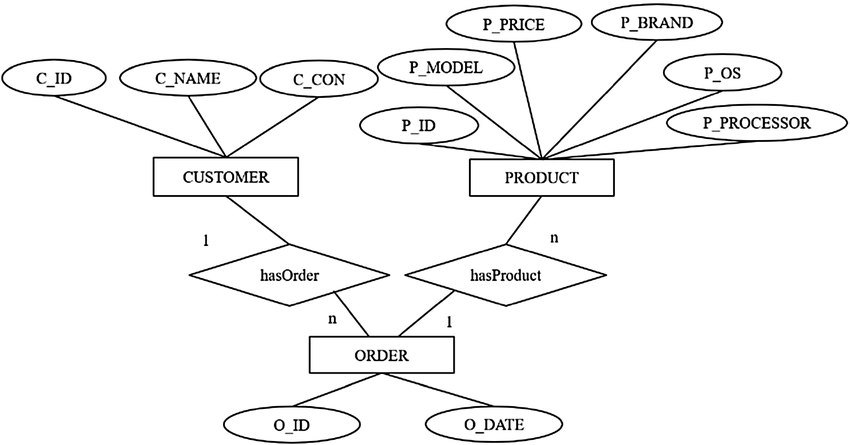 P_PRICE
P_BRAND
C_ID
C_NAME
C_CON
P_MODEL
P_OS
P_ID
P_PROCESSOR
CUSTOMER
PRODUCT
1
n
hasOrder
hasProduct
n
1
ORDER
O_ID
O_DATE